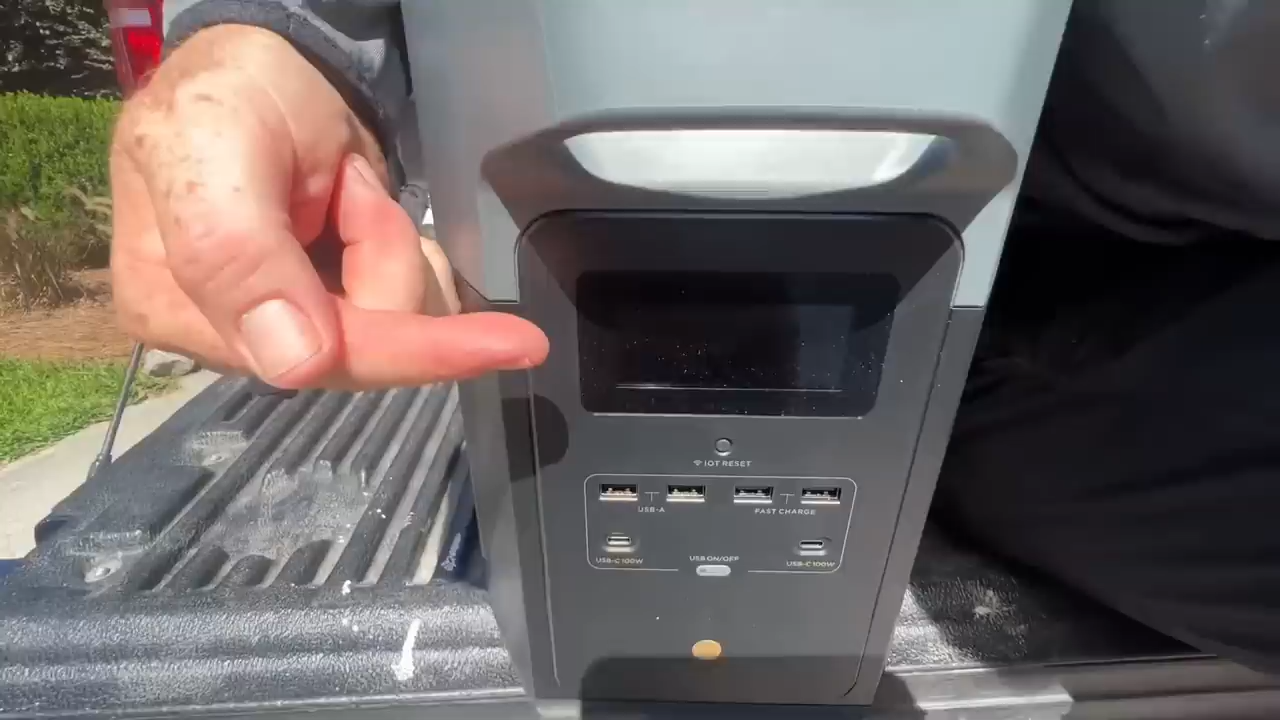 IOT RESET
USB-A
FAST CHARGE
USB-C 100W
USB ON/OFF
USB-C 100W